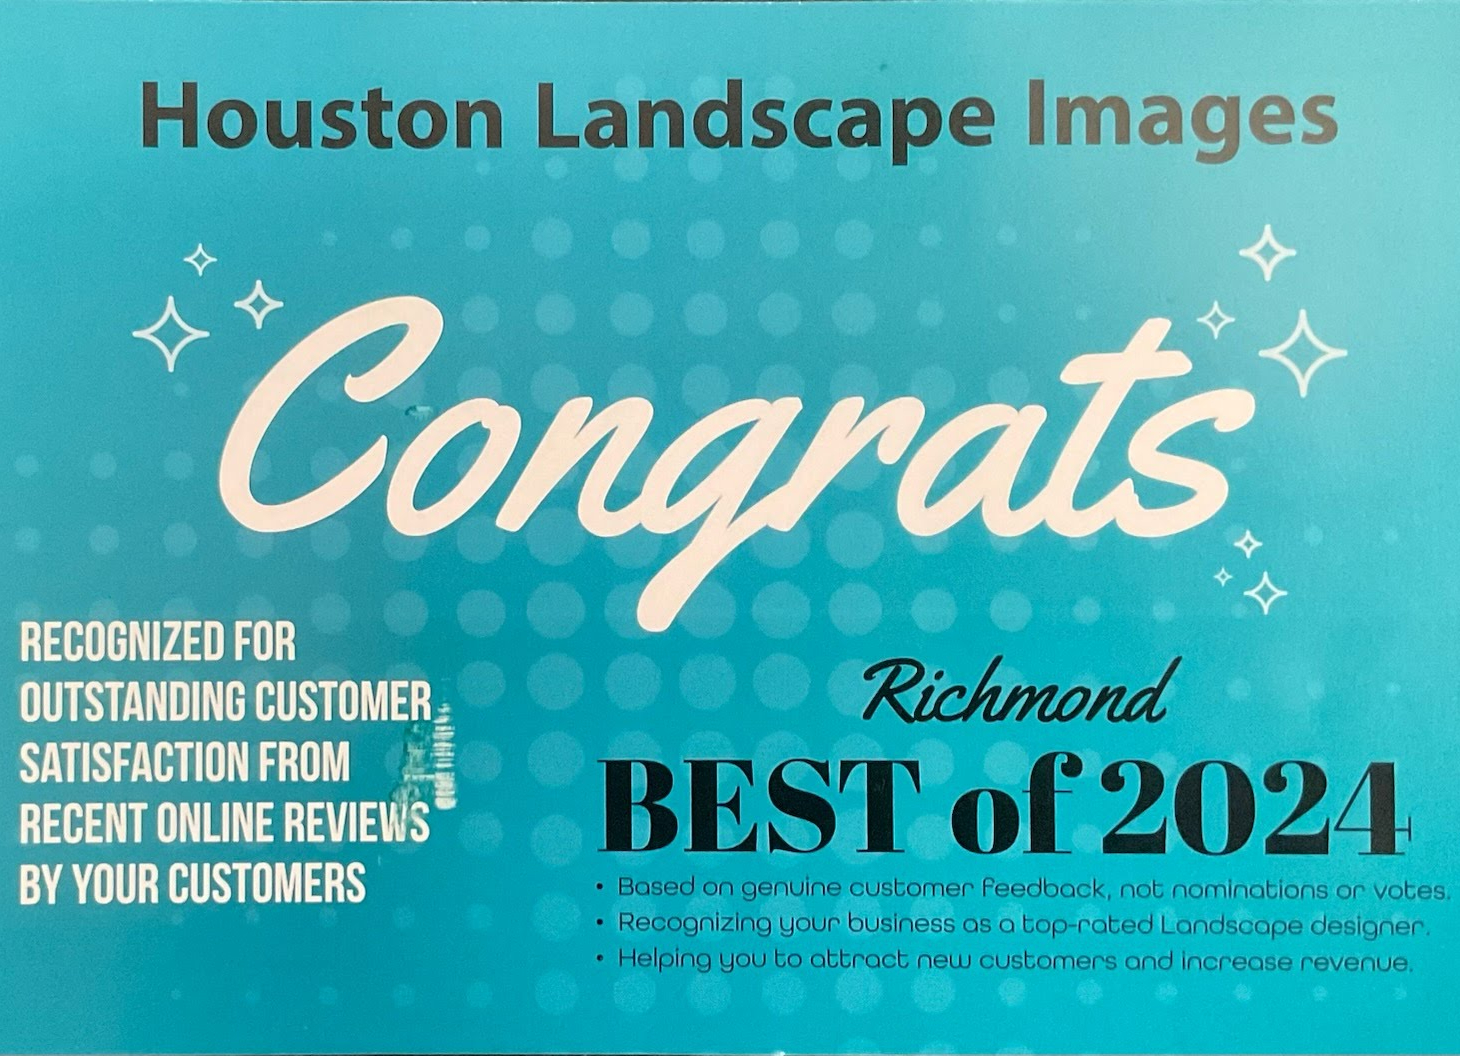 Houston Landscape Images
Congrats
RECOGNIZED FOR
OUTSTANDING CUSTOMER
SATISFACTION FROM
RECENT ONLINE REVIEWS
BY YOUR CUSTOMERS
Richmond
BEST of 2024
• Based on genuine customer feedback, not nominations or votes.
• Recognizing your business as a top-rated Landscape designer.
• Helping you to attract new customers and increase revenue.